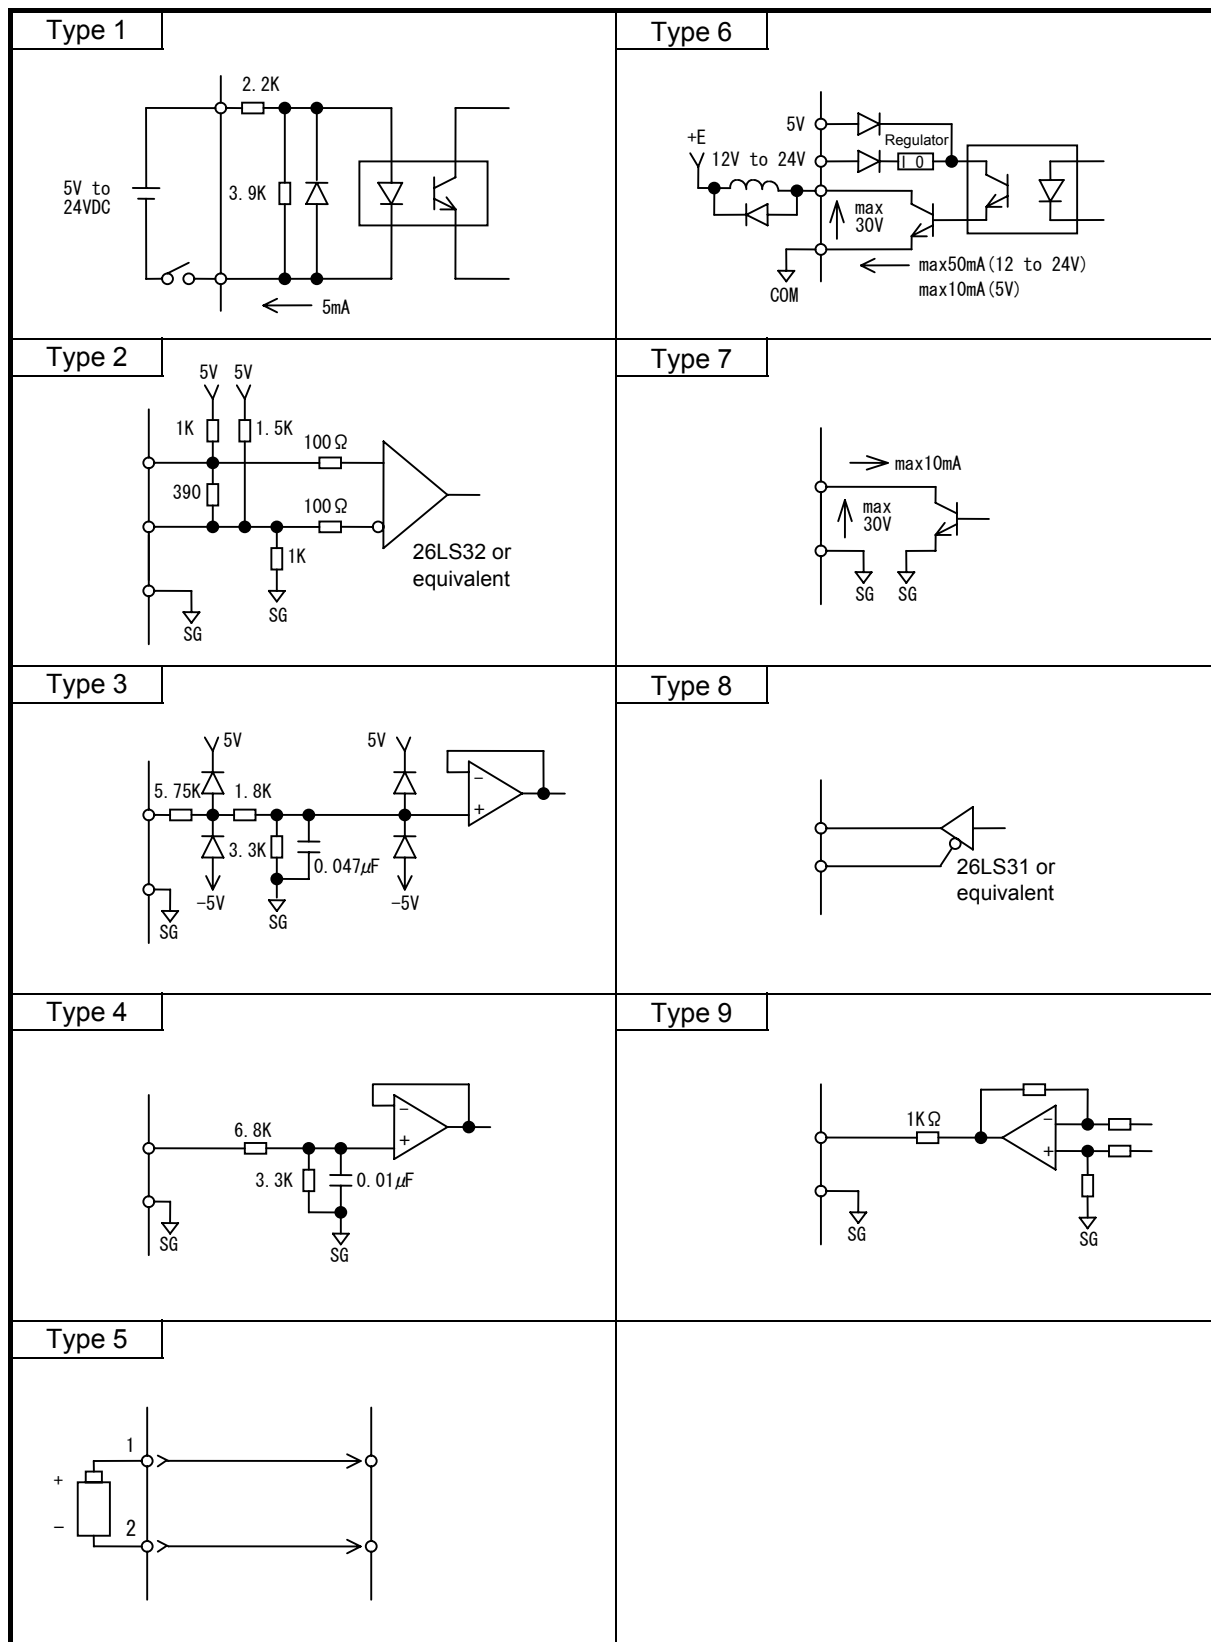 Type 1
2.2K
5V to
24VDC
3.9K
5mA
Type 6
5V
+E
Regulator
12V to 24V
I O
max
30V
max50mA(12 to 24V)
max10mA(5V)
COM
Type 2
5V 5V
1K
1.5K
100Ω
390
100Ω
1K
26LS32 or
equivalent
SG
SG
Type 7
max10mA
max
30V
SG SG
Type 3
5V
5V
5.75K
1.8K
−
+
3.3K
0.047μF
-5V
-5V
SG
SG
Type 8
26LS31 or
equivalent
Type 4
6.8K
−
+
3.3K
0.01μF
SG
SG
Type 9
1KΩ
−
+
SG
SG
Type 5
1
+
−
2